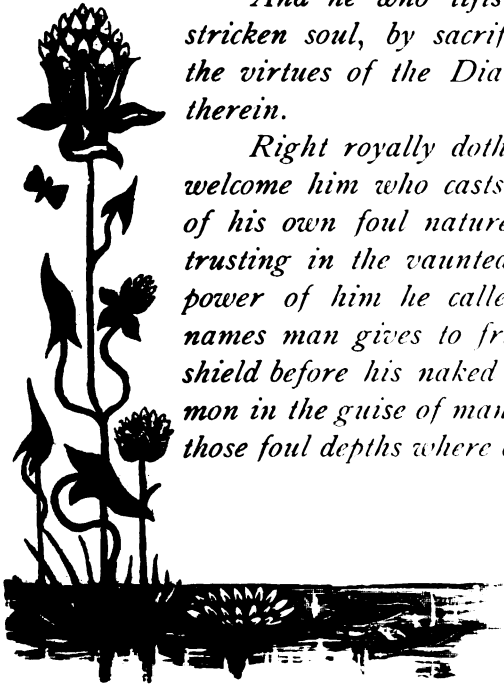 And he who lifts
stricken soul, by sacrif
the virtues of the Dia
therein.
Right royally doth
welcome him who casts
of his own foul nature
trusting in the vaunted
power of him he calle
names man gives to fr
shield before his naked
mon in the guise of man
those foul depths where